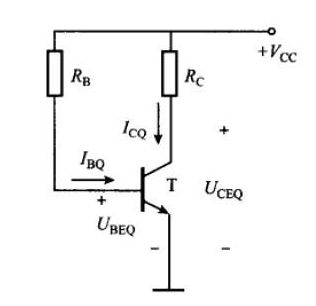 +V_CC
R_B
R_C
I_CQ
+
I_BQ
T
U_CEQ
+
U_BEQ
−
−